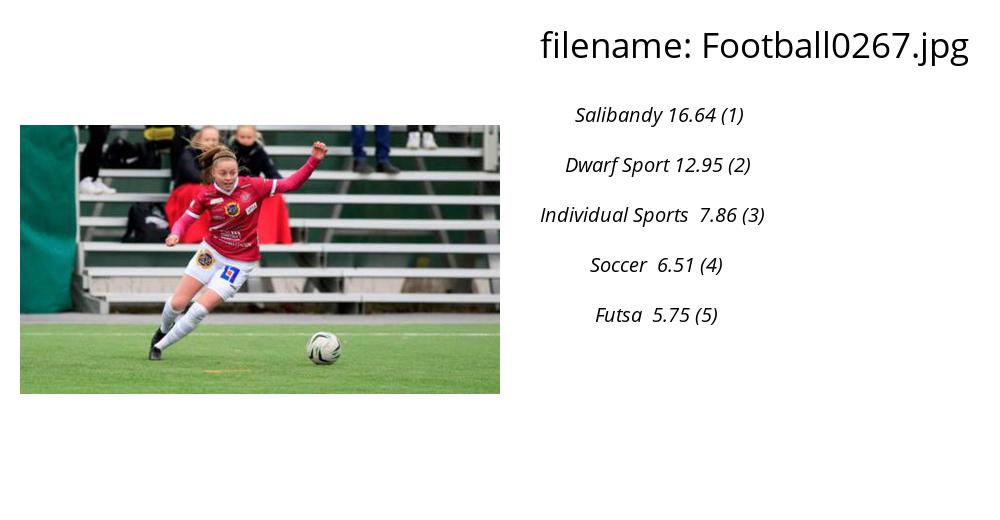 filename: Football0267.jpg
Salibandy 16.64 (1)
Dwarf Sport 12.95 (2)
Individual Sports 7.86 (3)
Soccer 6.51 (4)
Futsa 5.75 (5)